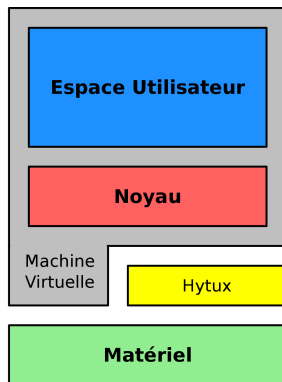 Espace Utilisateur
Noyau
Machine
Virtuelle
Hytux
Matériel